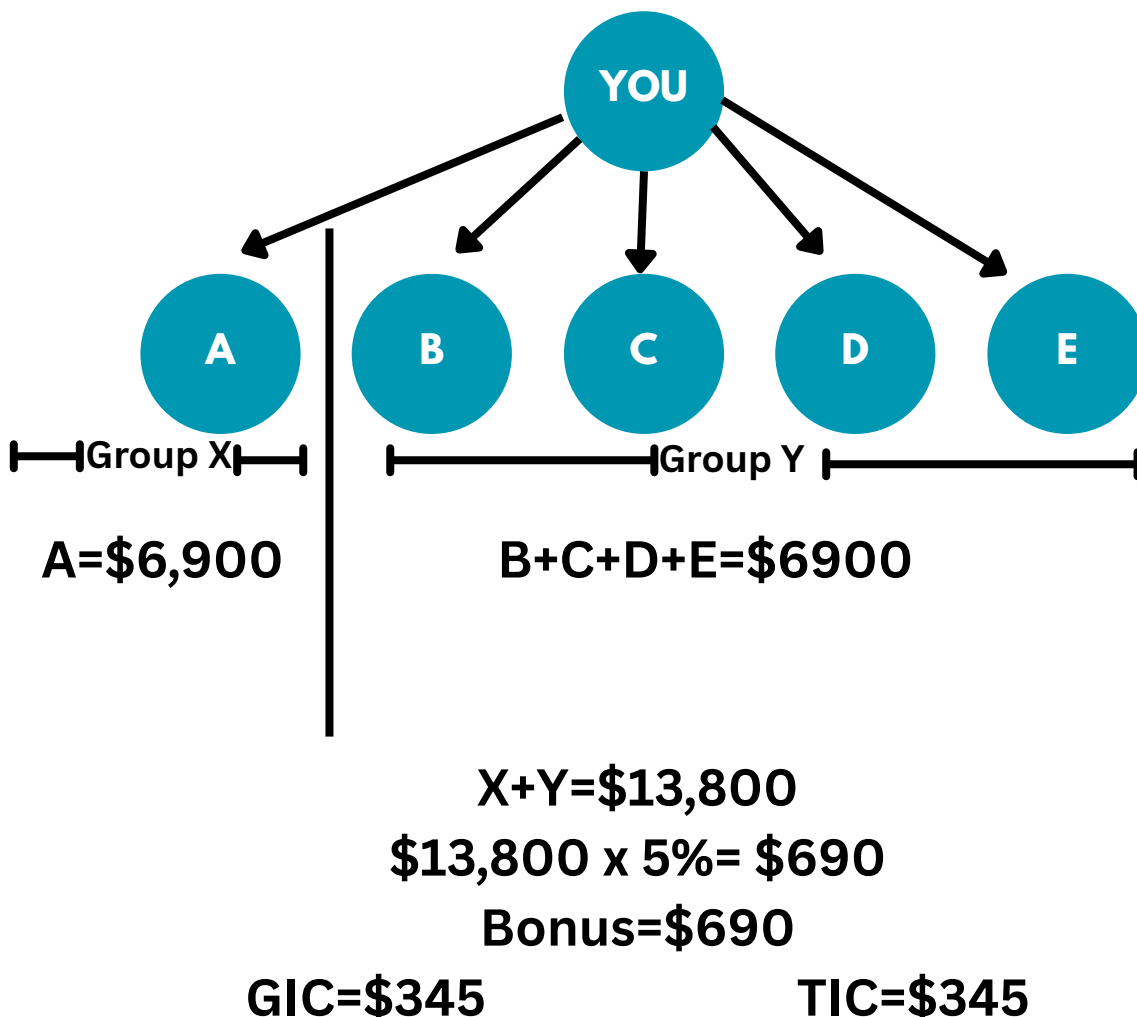 YOU
A B C D E
Group X Group Y
A=$6,900 B+C+D+E=$6900
X+Y=$13,800
$13,800 x 5%= $690
Bonus=$690
GIC=$345 TIC=$345